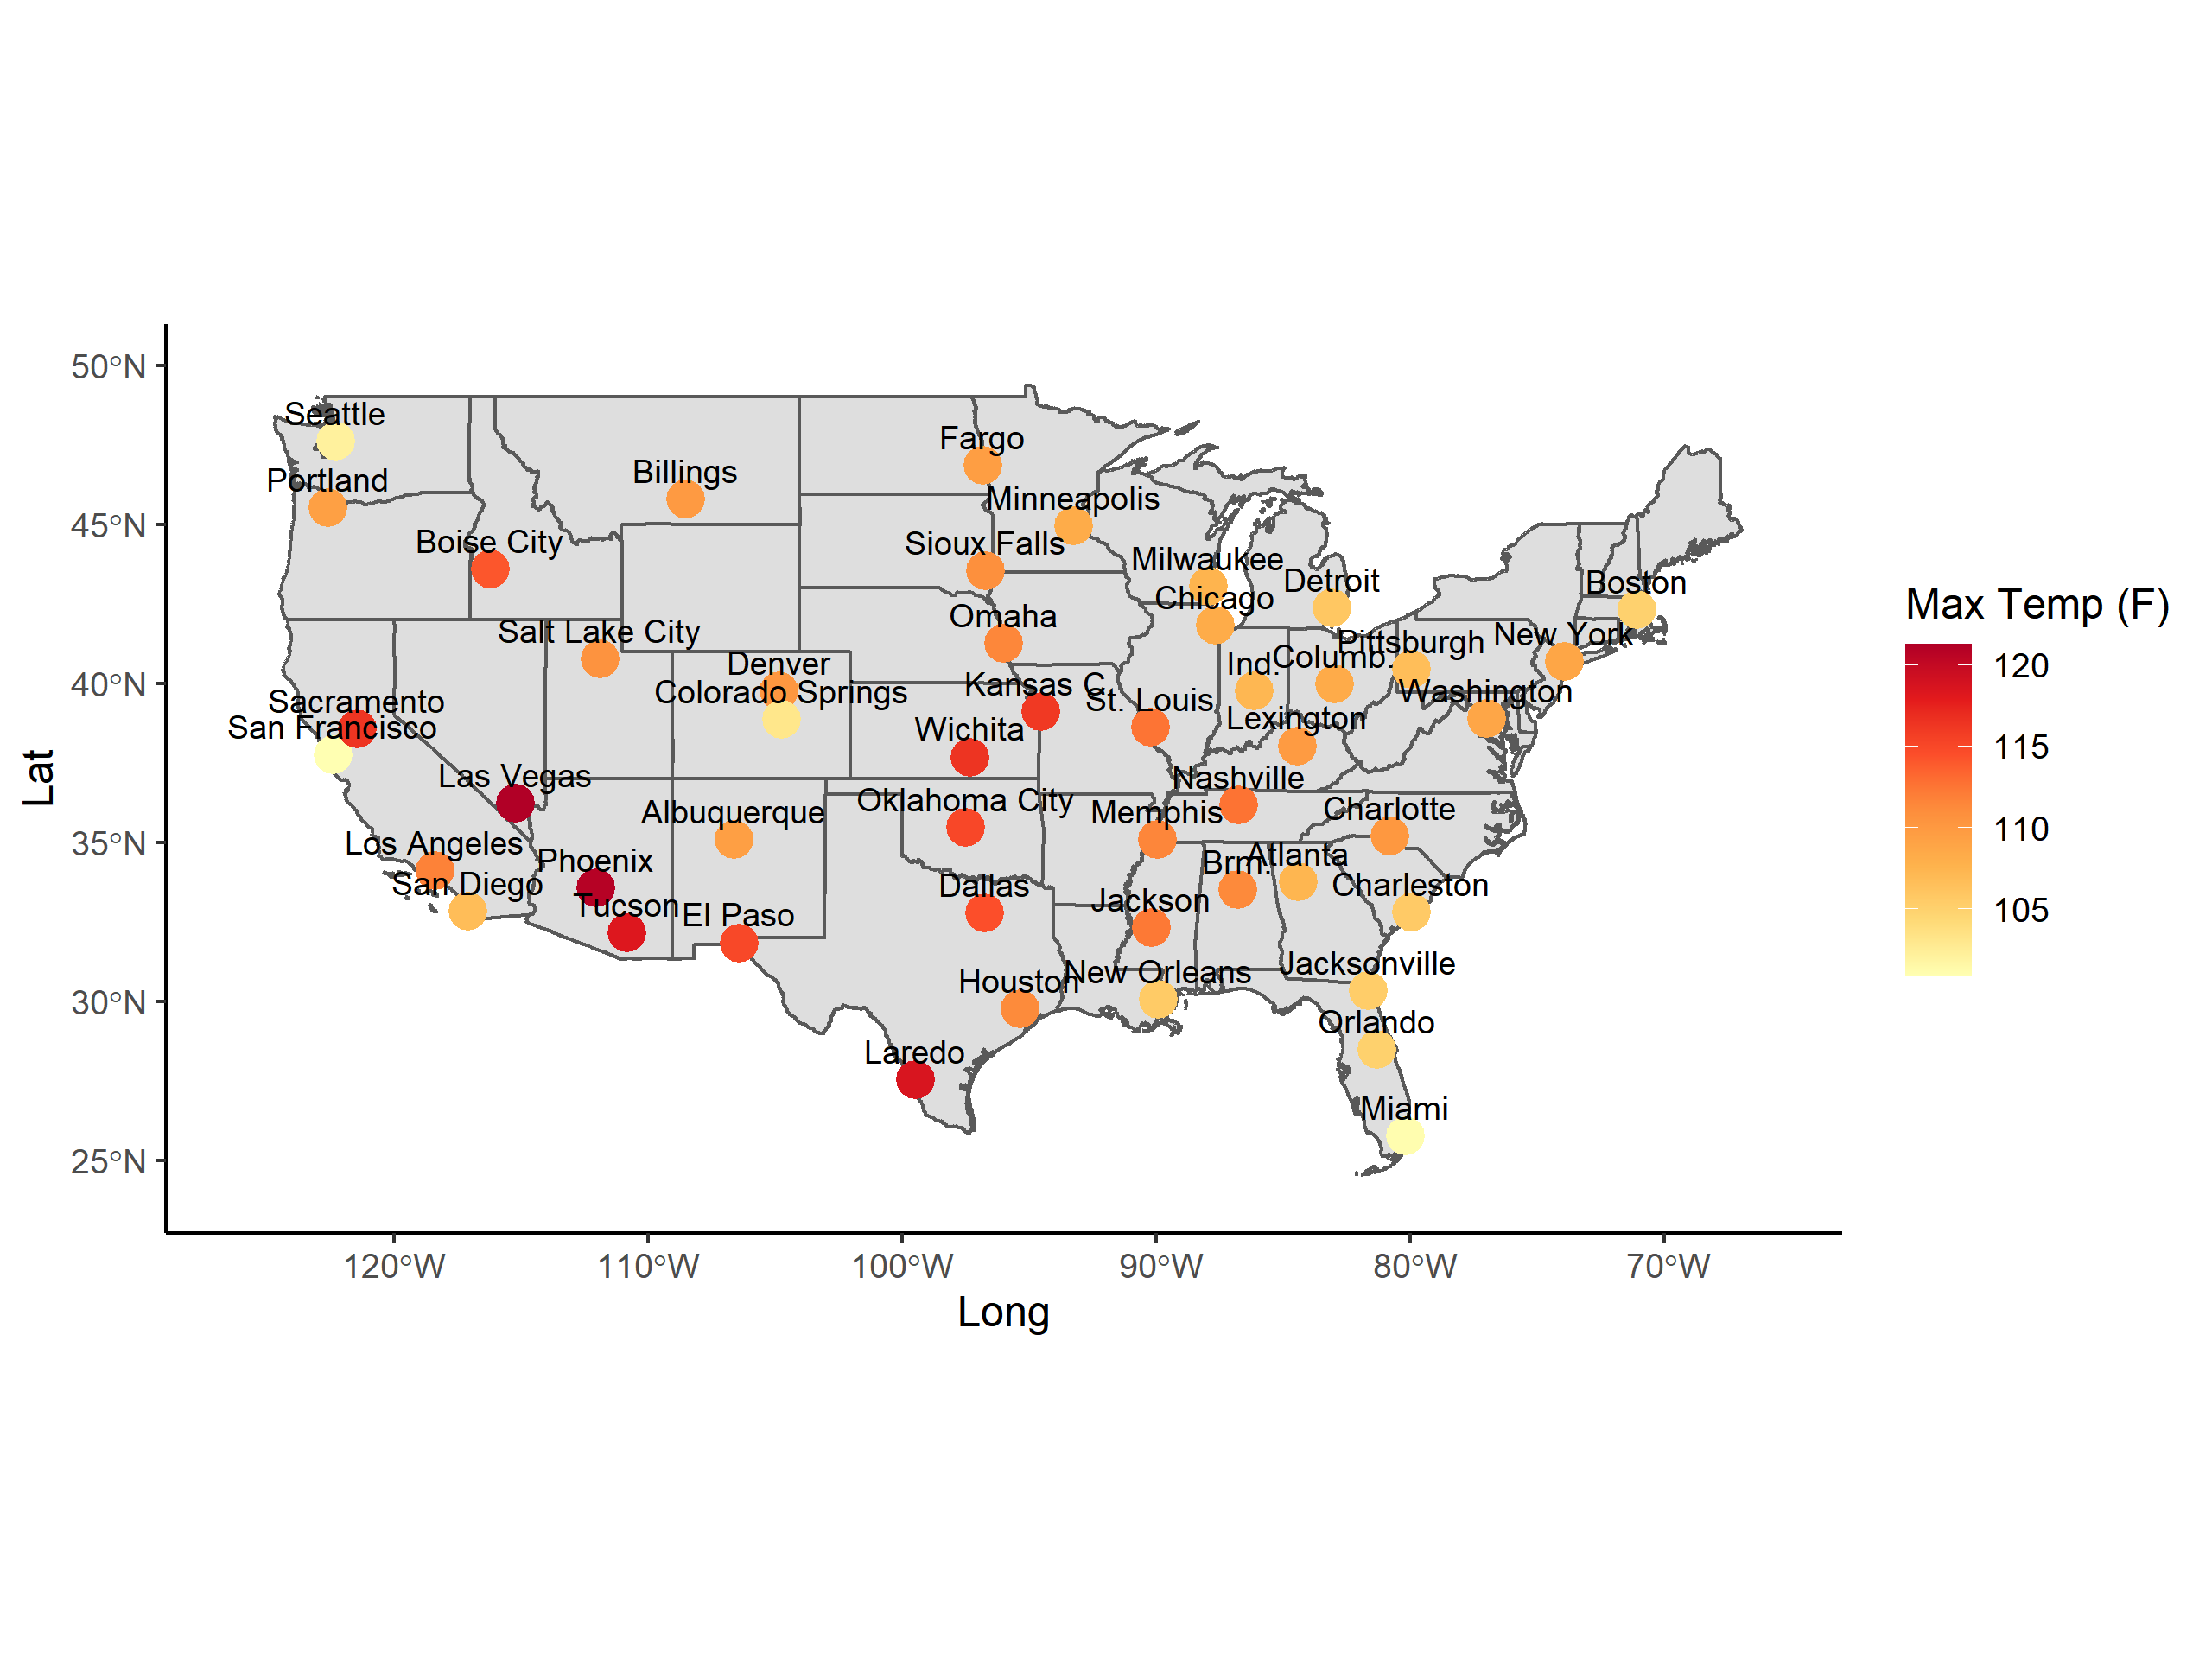 50°N
45°N
40°N
35°N
30°N
25°N
Lat
Seattle
Portland
Billings
Fargo
Minneapolis
Boise City
Sioux Falls
Milwaukee
Detroit
Boston
Chicago
Omaha
Salt Lake City
New York
Pittsburgh
Columb.
Ind.
Denver
Colorado Springs
Kansas C.
St. Louis
Washington
Sacramento
San Francisco
Lexington
Wichita
Las Vegas
Nashville
Oklahoma City
Albuquerque
Memphis
Charlotte
Los Angeles
Phoenix
Brm.
Atlanta
San Diego
Dallas
Charleston
Tucson
El Paso
Jackson
Houston
New Orleans
Jacksonville
Orlando
Laredo
Miami
120°W 110°W 100°W 90°W 80°W 70°W
Long
Max Temp (F)
120
115
110
105